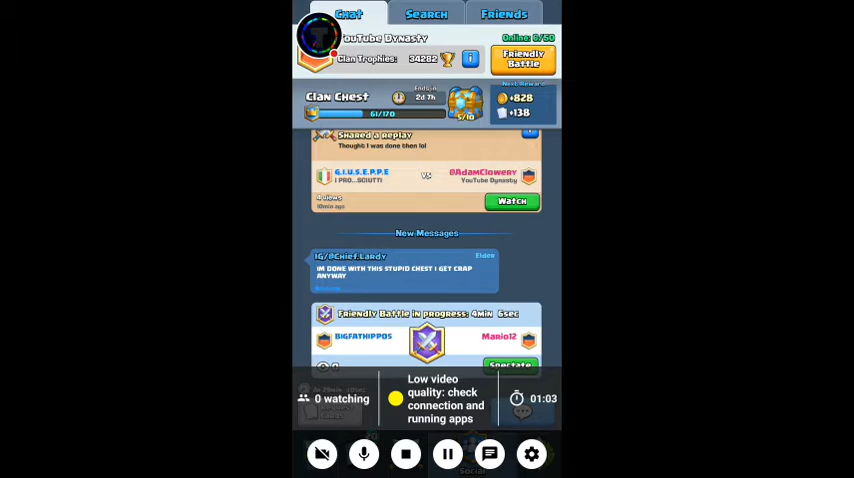 Chat
Search
Friends
YouTube Dynasty
Online: 6/50
Clan Trophies: 34282
Friendly Battle
Clan Chest
Ends in
2d 7h
Next Reward
+828
61/170
5/10
+138
Shared a replay
Thought I was done then lol
G.I.U.S.E.P.P.E
I PRO...SCIUTTI
VS
@AdamClowery
YouTube Dynasty
4 views
Watch
New Messages
IG/@Chief.Lardy
Elder
IM DONE WITH THIS STUPID CHEST I GET CRAP
ANYWAY
Friendly Battle in progress: 4min 6sec
BIGFATHIPPOS
Mario12
Spectate
0 watching
Low video
quality: check
connection and
running apps
01:03
Social